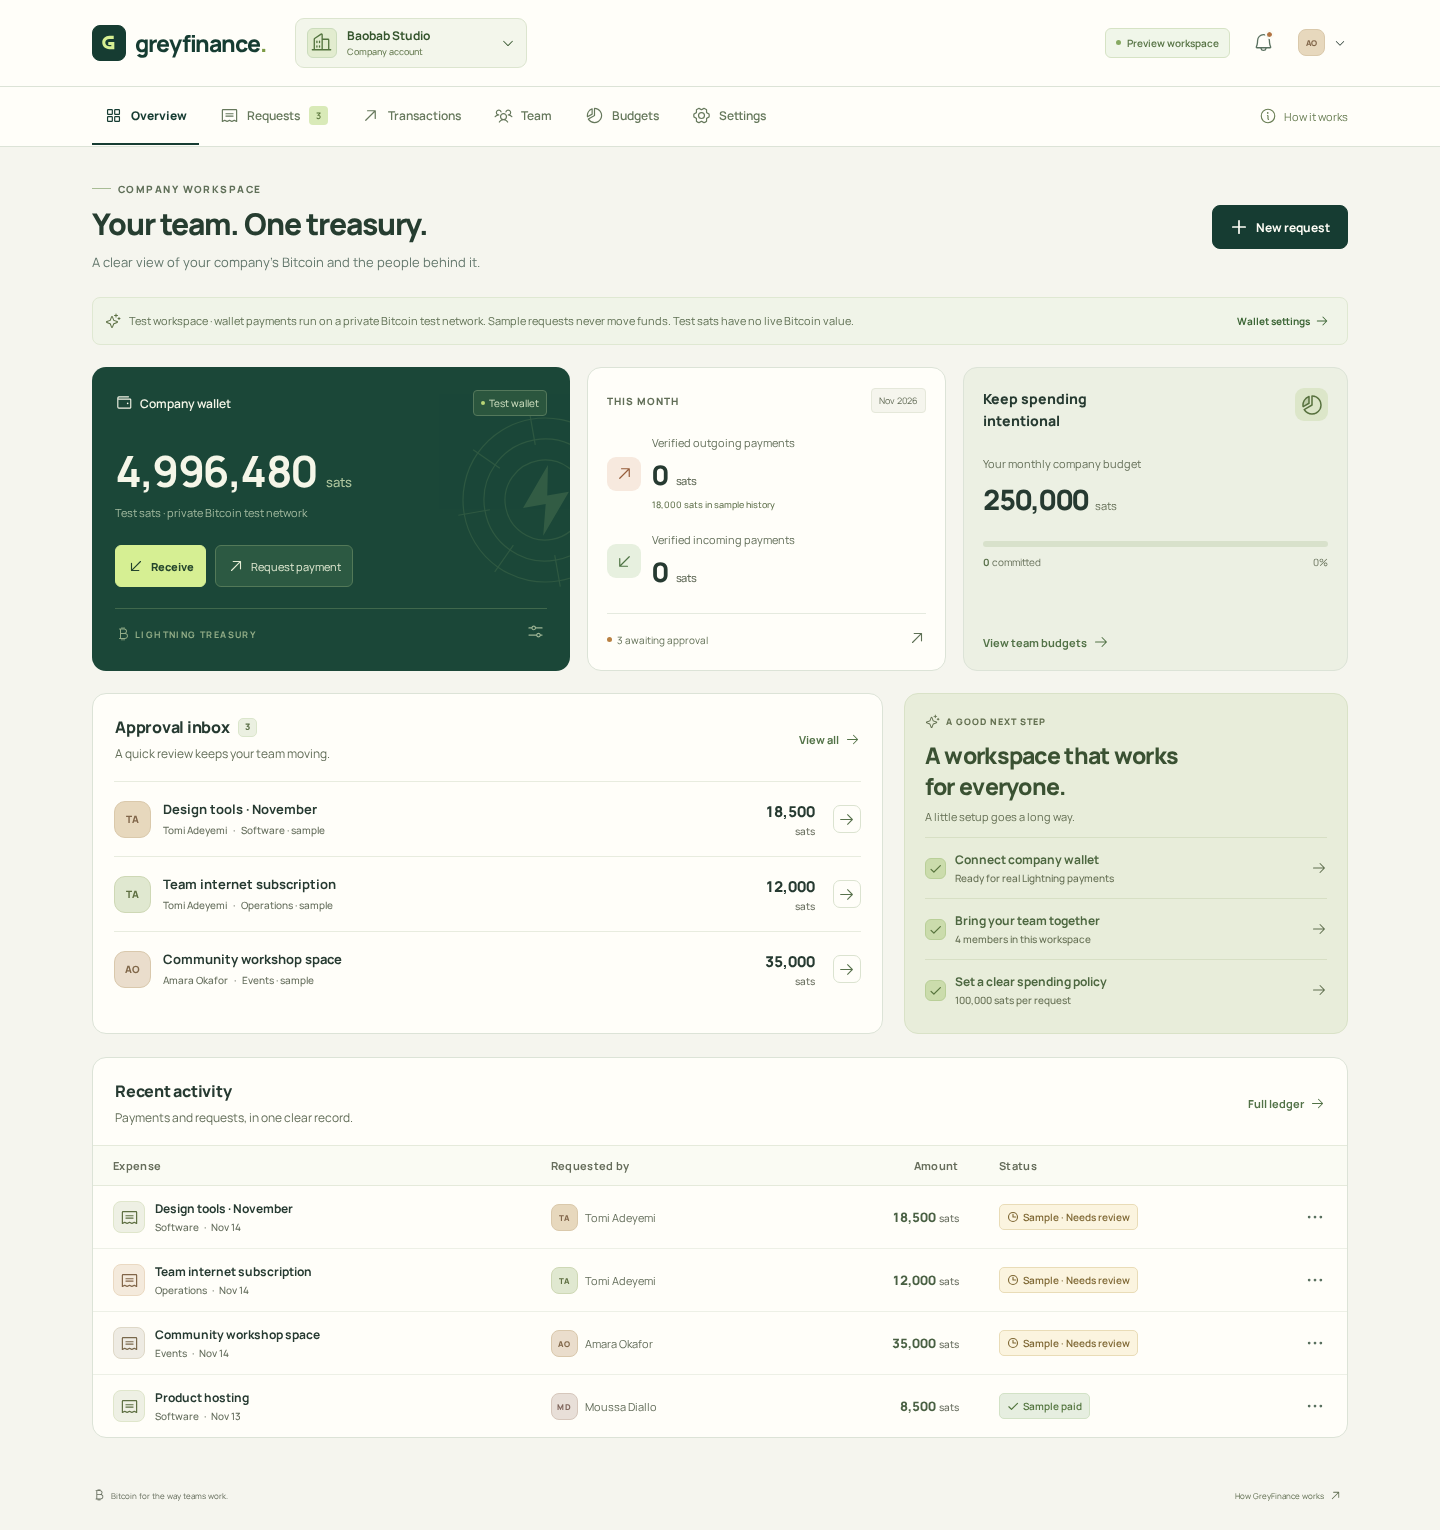 G greyfinance.
Baobab Studio
Company account
Preview workspace
AO
Overview
Requests 3
Transactions
Team
Budgets
Settings
How it works
COMPANY WORKSPACE
Your team. One treasury.
A clear view of your company's Bitcoin and the people behind it.
New request
Test workspace · wallet payments run on a private Bitcoin test network. Sample requests never move funds. Test sats have no live Bitcoin value.
Wallet settings
Company wallet
Test wallet
4,996,480 sats
Test sats · private Bitcoin test network
Receive
Request payment
LIGHTNING TREASURY
THIS MONTH
Nov 2026
Verified outgoing payments
0 sats
18,000 sats in sample history
Verified incoming payments
0 sats
3 awaiting approval
Keep spending
intentional
Your monthly company budget
250,000 sats
0 committed
0%
View team budgets
Approval inbox 3
A quick review keeps your team moving.
View all
TA
Design tools · November
Tomi Adeyemi · Software · sample
18,500
sats
TA
Team internet subscription
Tomi Adeyemi · Operations · sample
12,000
sats
AO
Community workshop space
Amara Okafor · Events · sample
35,000
sats
A GOOD NEXT STEP
A workspace that works
for everyone.
A little setup goes a long way.
Connect company wallet
Ready for real Lightning payments
Bring your team together
4 members in this workspace
Set a clear spending policy
100,000 sats per request
Recent activity
Payments and requests, in one clear record.
Full ledger
Expense Requested by Amount Status
Design tools · November
Software · Nov 14
TA Tomi Adeyemi
18,500 sats
Sample · Needs review
Team internet subscription
Operations · Nov 14
TA Tomi Adeyemi
12,000 sats
Sample · Needs review
Community workshop space
Events · Nov 14
AO Amara Okafor
35,000 sats
Sample · Needs review
Product hosting
Software · Nov 13
MD Moussa Diallo
8,500 sats
Sample paid
Bitcoin for the way teams work.
How GreyFinance works